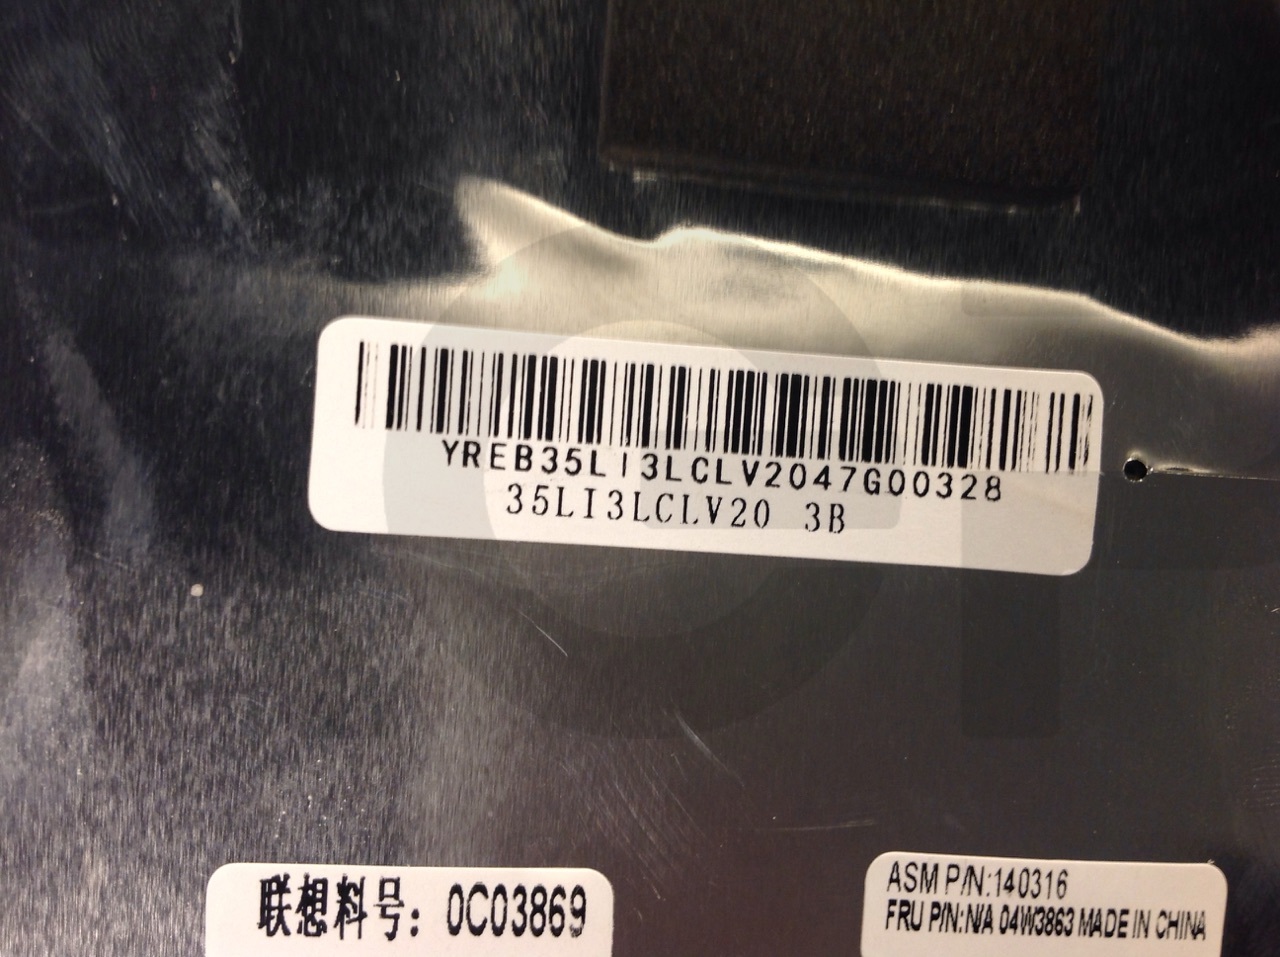 YREB35LI3LCLV2047G00328
35LI3LCLV20 3B
联想料号: 0C03869
ASM P/N:140316
FRU P/N:N/A 04W3863 MADE IN CHINA